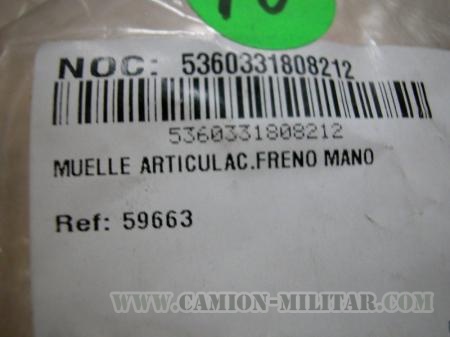 NOC: 5360331808212
5360331808212
MUELLE ARTICULAC.FRENO MANO
Ref: 59663
www.CAMION-MILITAR.COM